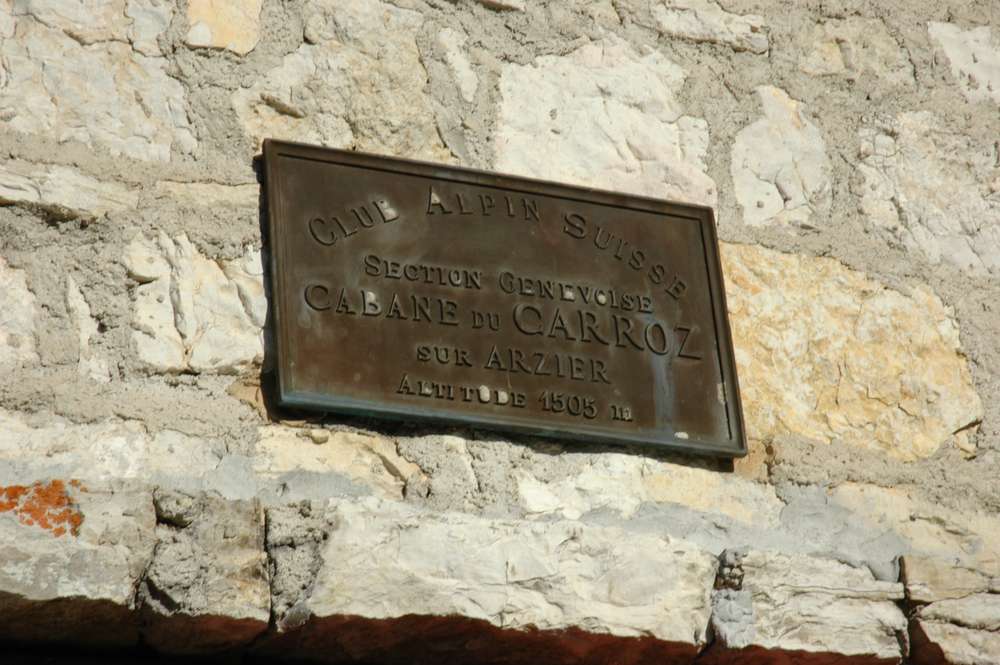 CLUB ALPIN SUISSE
SECTION GENEVOISE
CABANE DU CARROZ
SUR ARZIER
ALTITUDE 1505 m